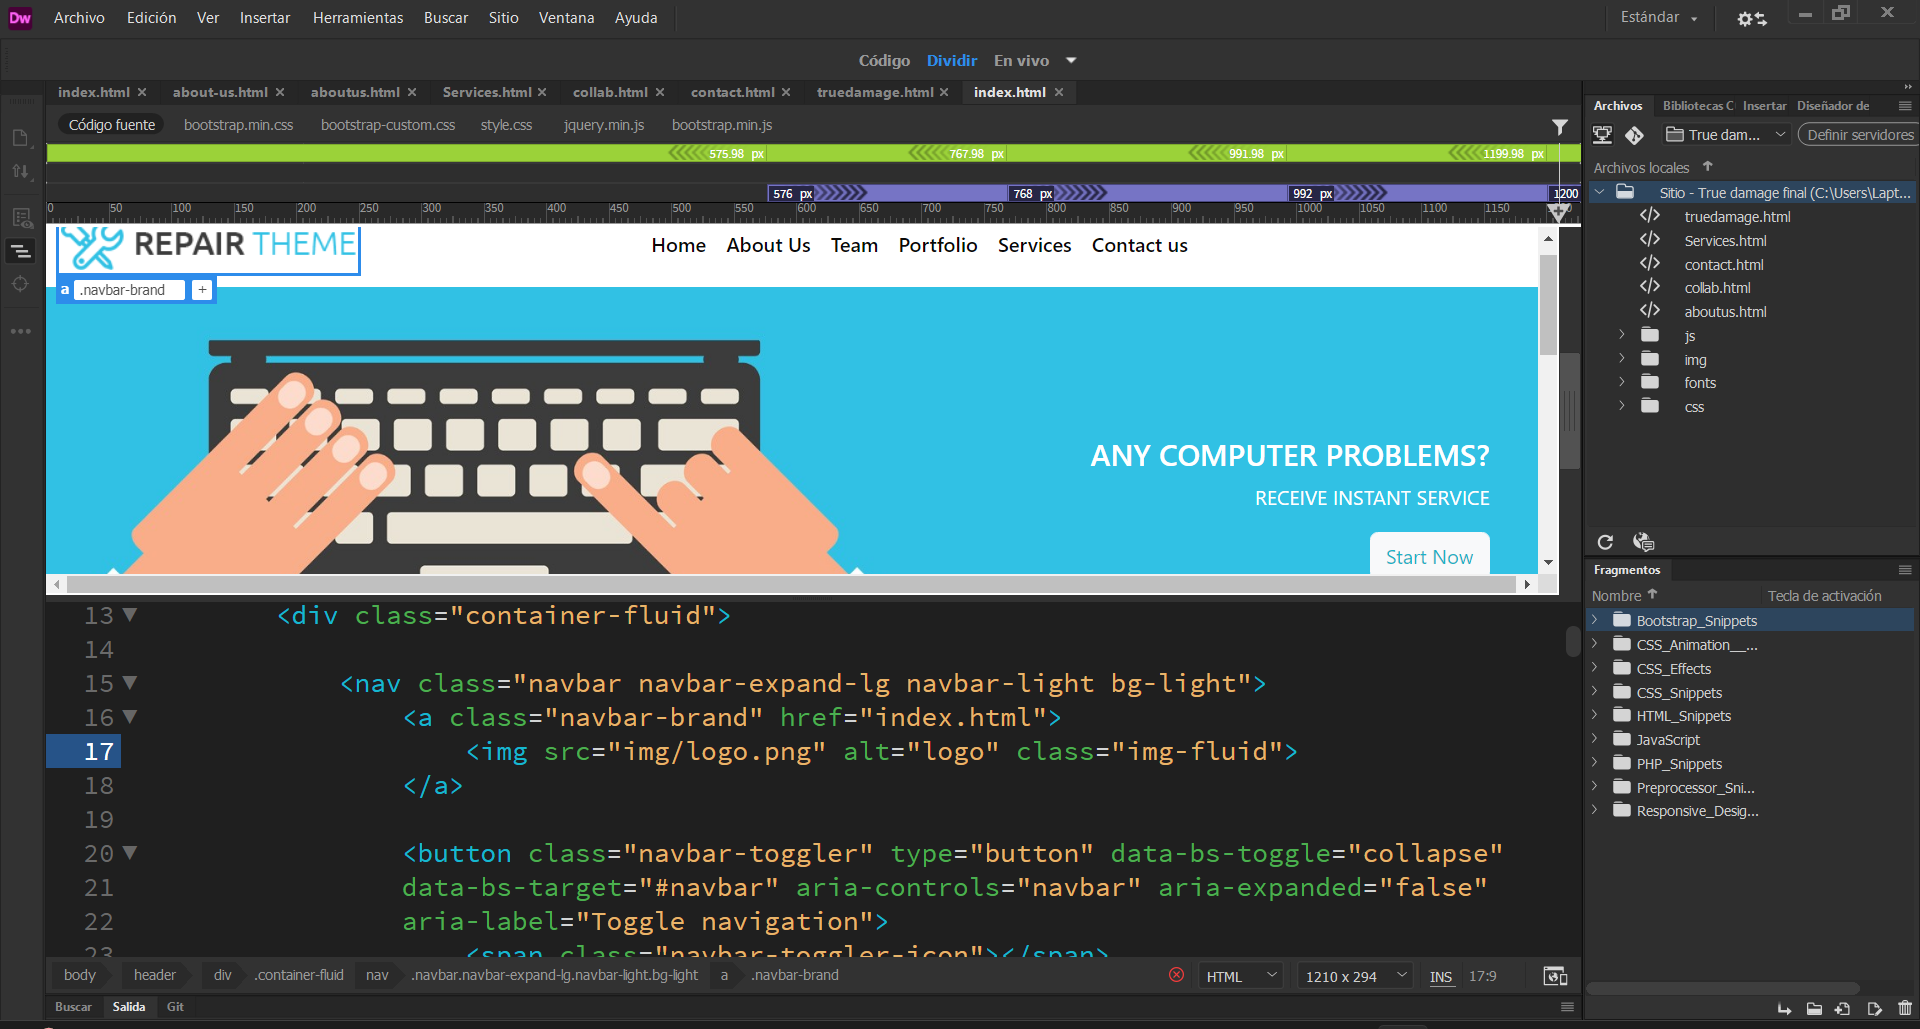 Dw Archivo Edición Ver Insertar Herramientas Buscar Sitio Ventana Ayuda Estándar
Código Dividir En vivo
index.html about-us.html aboutus.html Services.html collab.html contact.html truedamage.html index.html
Código fuente bootstrap.min.css bootstrap-custom.css style.css jquery.min.js bootstrap.min.js
575.98 px 767.98 px 991.98 px 1199.98 px
576 px 768 px 992 px 1200
0 50 100 150 200 250 300 350 400 450 500 550 600 650 700 750 800 850 900 950 1000 1050 1100 1150
REPAIR THEME Home About Us Team Portfolio Services Contact us
a .navbar-brand +
ANY COMPUTER PROBLEMS?
RECEIVE INSTANT SERVICE
Start Now
13 <div class="container-fluid">
14
15 <nav class="navbar navbar-expand-lg navbar-light bg-light">
16 <a class="navbar-brand" href="index.html">
17 <img src="img/logo.png" alt="logo" class="img-fluid">
18 </a>
19
20 <button class="navbar-toggler" type="button" data-bs-toggle="collapse"
21 data-bs-target="#navbar" aria-controls="navbar" aria-expanded="false"
22 aria-label="Toggle navigation">
23 <span class="navbar-toggler-icon"></span>
body header div .container-fluid nav .navbar.navbar-expand-lg.navbar-light.bg-light a .navbar-brand HTML 1210 x 294 INS 17:9
Buscar Salida Git
Archivos Bibliotecas C Insertar Diseñador de
True dam... Definir servidores
Archivos locales
Sitio - True damage final (C:\Users\Lapt...
truedamage.html
Services.html
contact.html
collab.html
aboutus.html
js
img
fonts
css
Fragmentos
Nombre Tecla de activación
Bootstrap_Snippets
CSS_Animation__...
CSS_Effects
CSS_Snippets
HTML_Snippets
JavaScript
PHP_Snippets
Preprocessor_Sni...
Responsive_Desig...